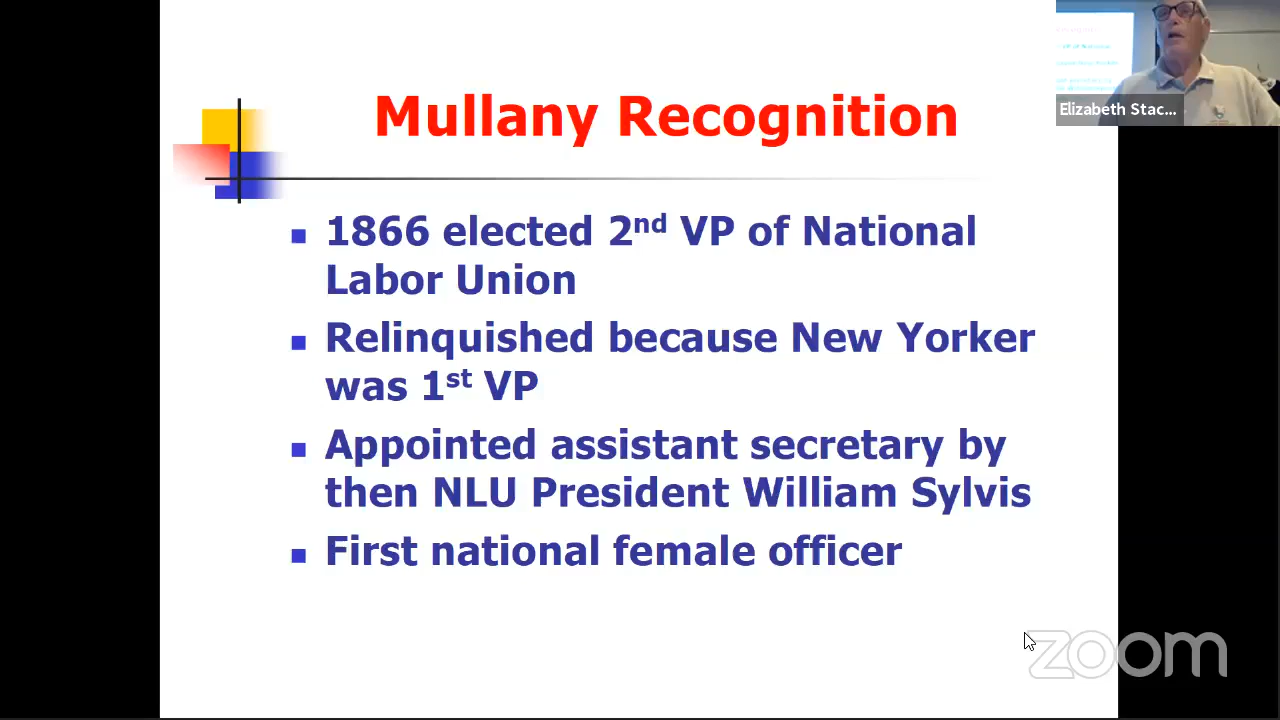 Mullany Recognition
1866 elected 2nd VP of National
Labor Union
Relinquished because New Yorker
was 1st VP
Appointed assistant secretary by
then NLU President William Sylvis
First national female officer
Elizabeth Stac...
zoom